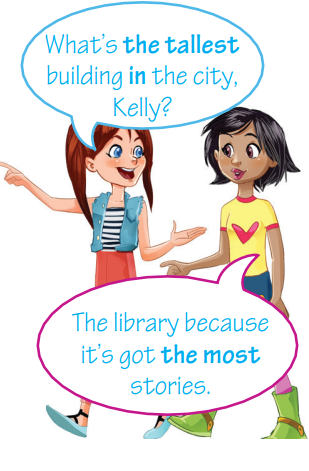 What's the tallest
building in the city,
Kelly?
The library because
it's got the most
stories.